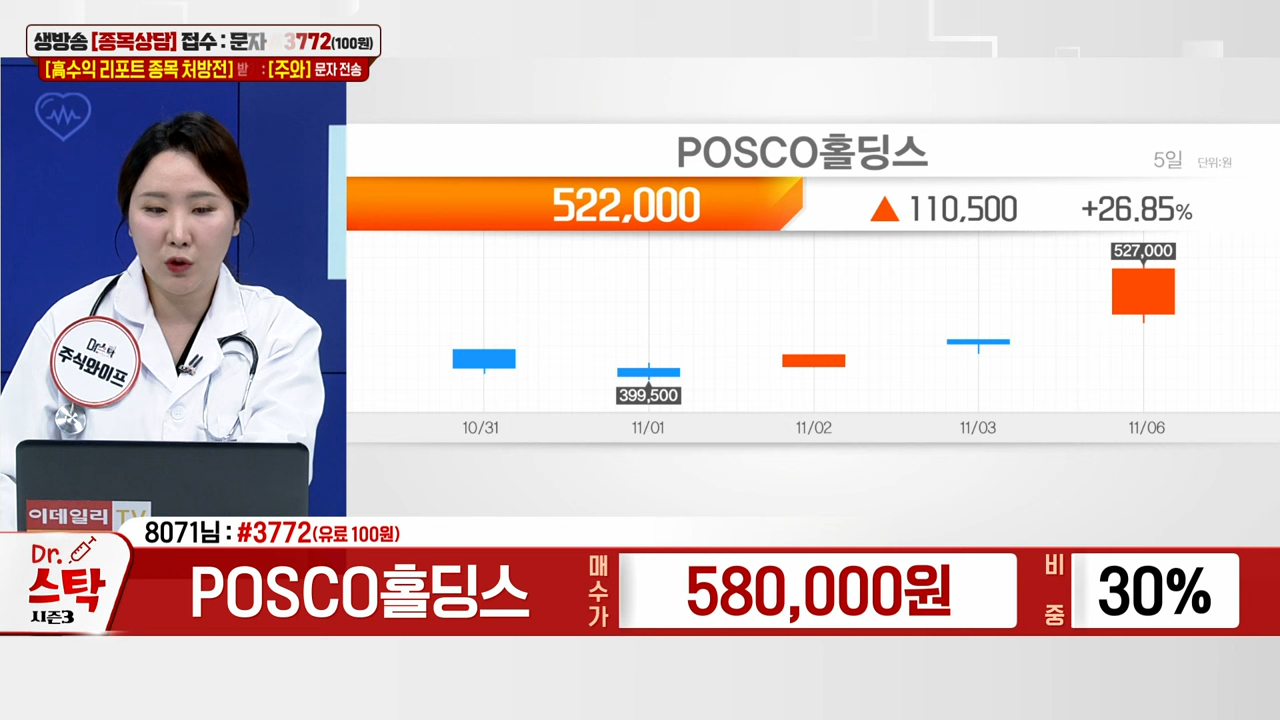 생방송 [종목상담] 접수 : 문자 3772(100원)
[高수익 리포트 종목 처방전] 받 : [주와] 문자 전송
POSCO홀딩스
5일 단위:원
522,000 ▲ 110,500 +26.85%
527,000
399,500
10/31 11/01 11/02 11/03 11/06
Dr.스탁
주식와이프
이데일리 TV
8071님 : #3772(유료 100원)
Dr.
스탁
시즌3
POSCO홀딩스 매수가 580,000원 비중 30%